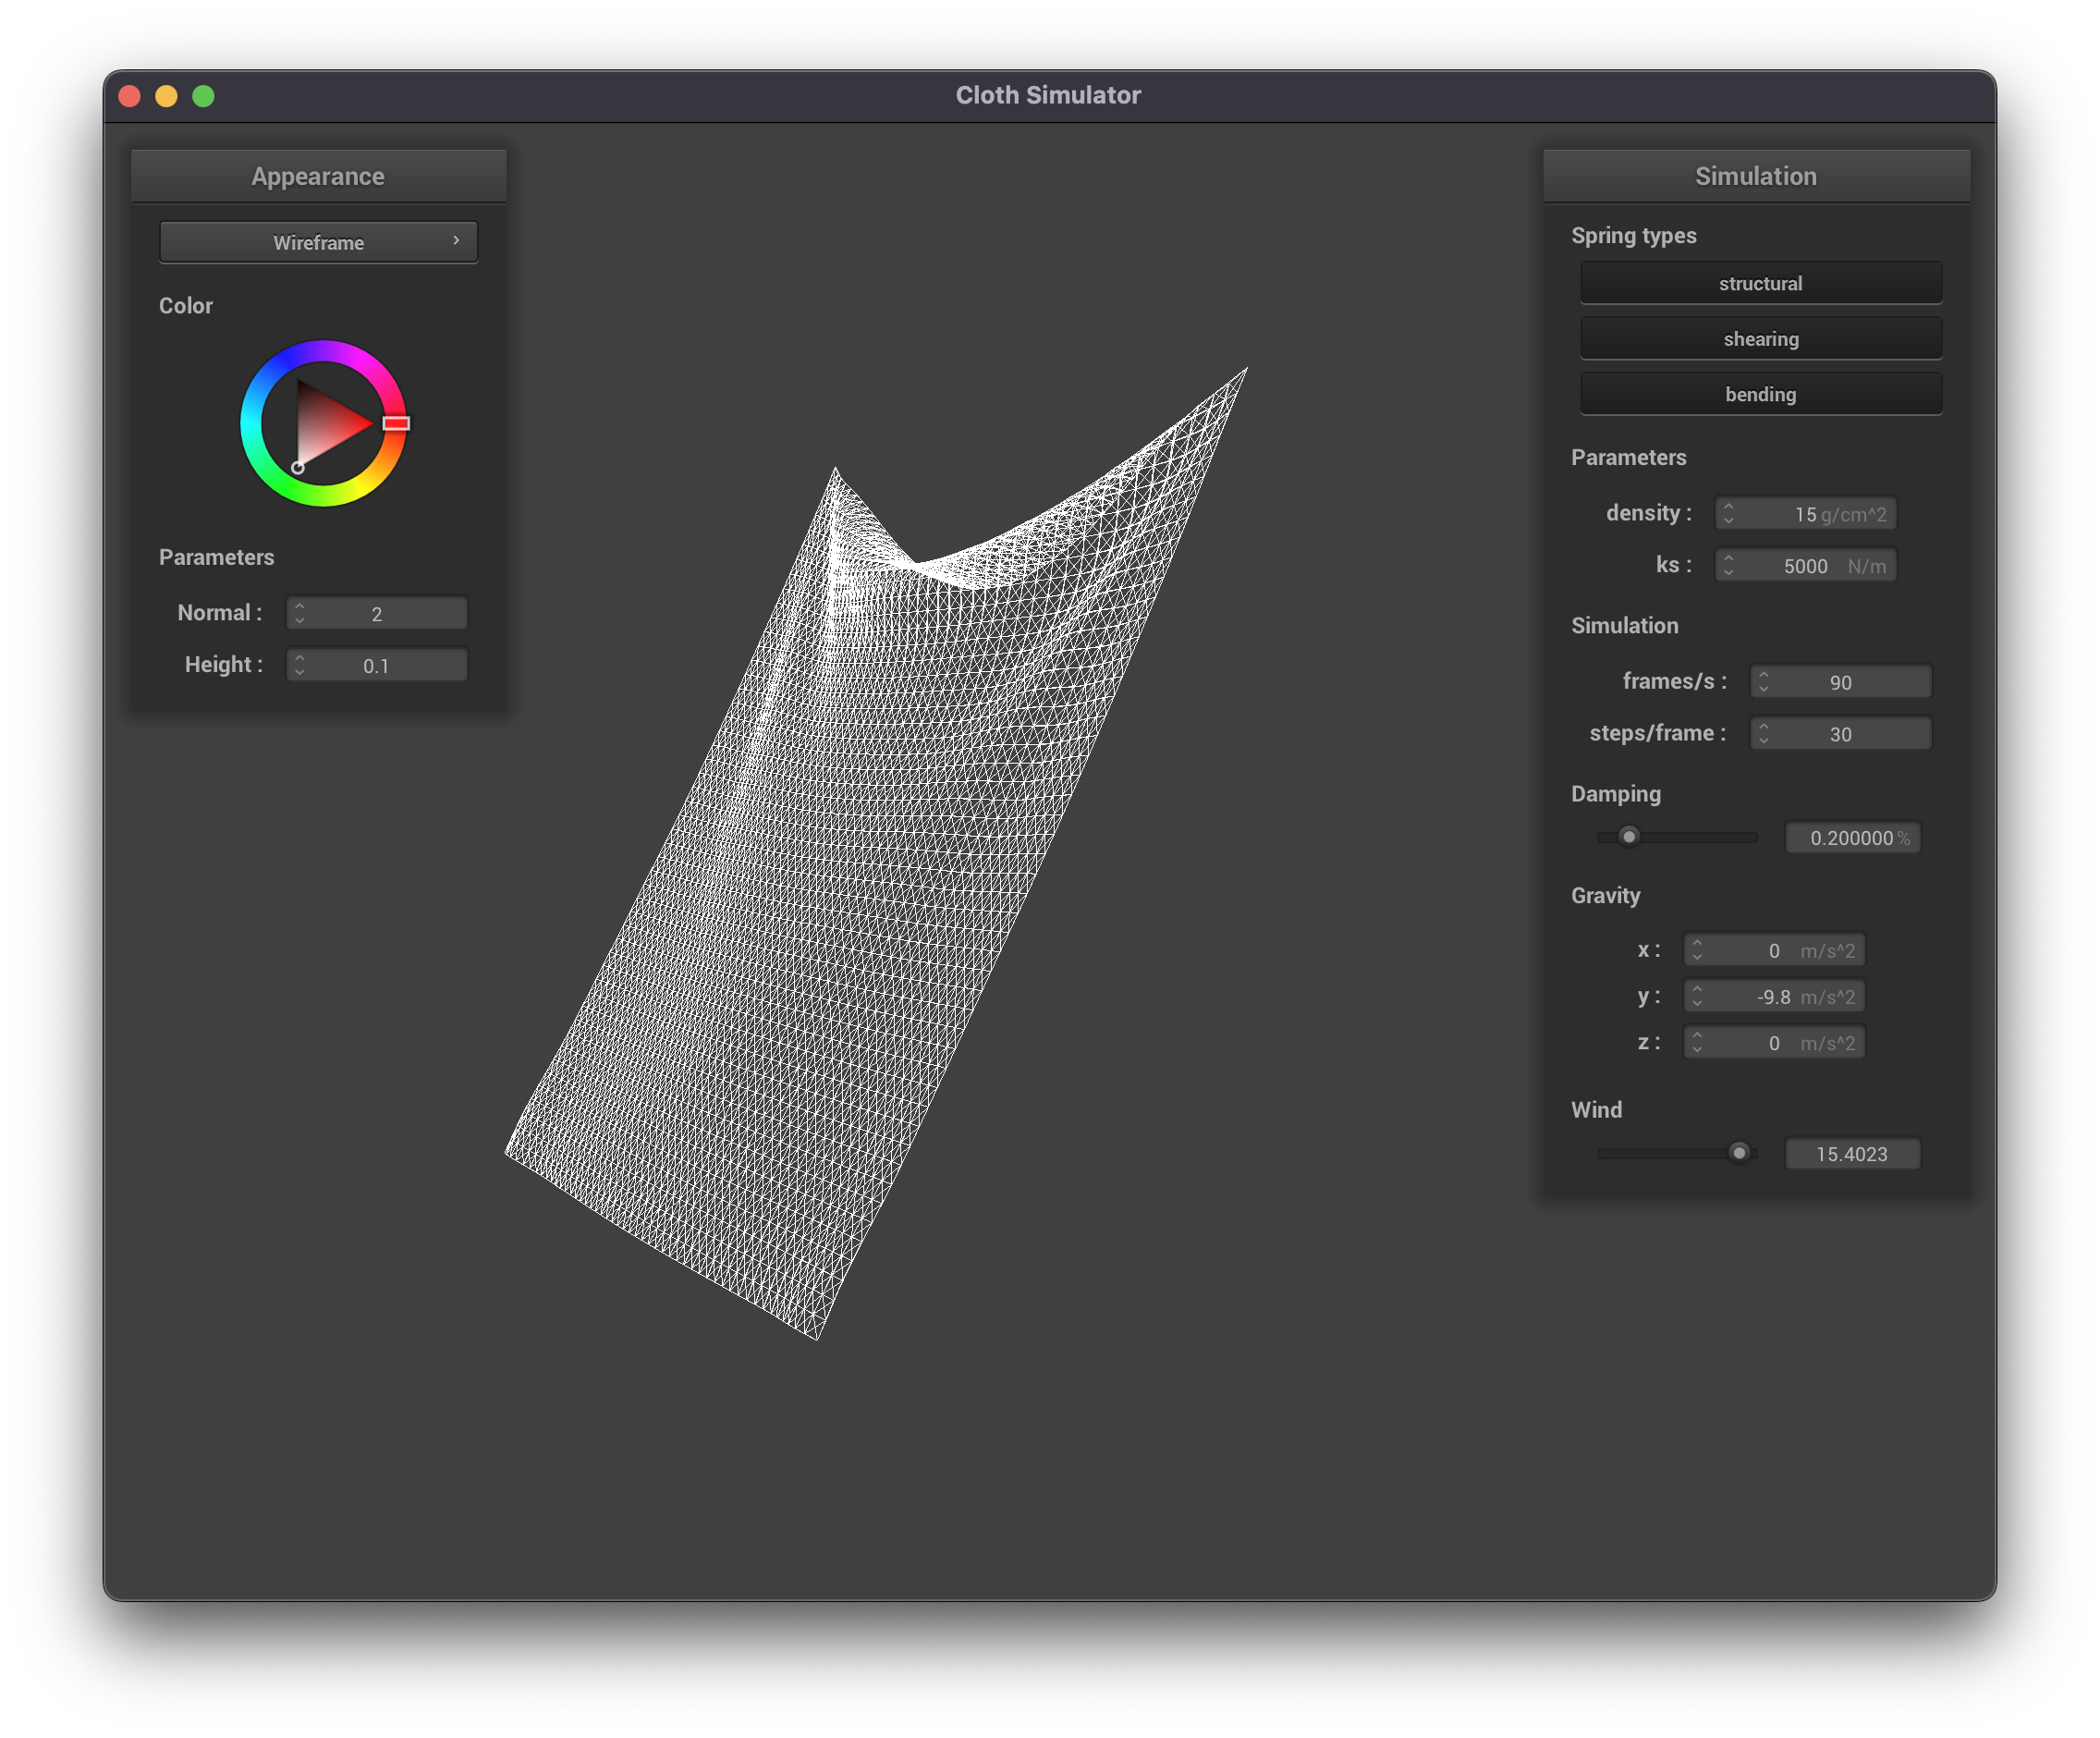 Cloth Simulator
Appearance
Wireframe
Color
Parameters
Normal : 2
Height : 0.1
Simulation
Spring types
structural
shearing
bending
Parameters
density : 15 g/cm^2
ks : 5000 N/m
Simulation
frames/s : 90
steps/frame : 30
Damping
0.200000 %
Gravity
x : 0 m/s^2
y : -9.8 m/s^2
z : 0 m/s^2
Wind
15.4023